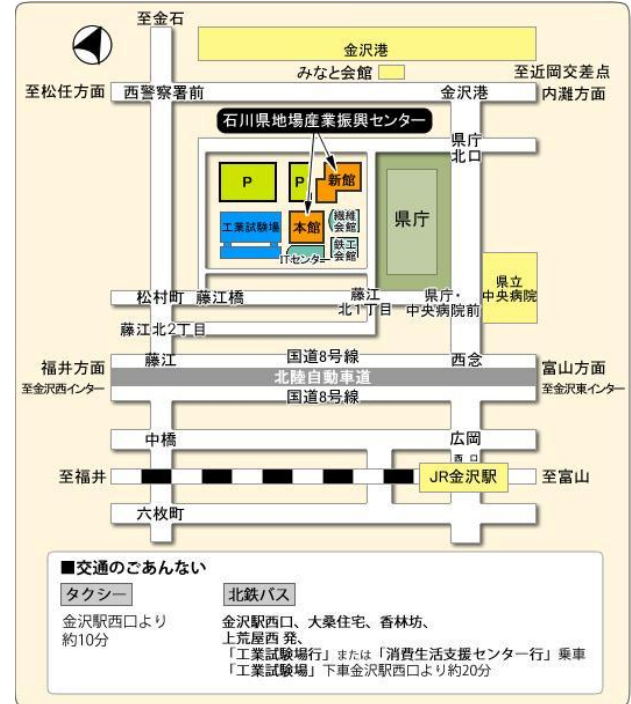 至金石
金沢港
みなと会館
至近岡交差点
至松任方面
西警察署前
金沢港
内灘方面
石川県地場産業振興センター
県庁
北口
P
P
新館
工業試験場
本館
繊維
会館
鉄工
会館
ITセンター
県庁
県立
中央病院
松村町
藤江橋
藤江
北1丁目
県庁・
中央病院前
藤江北2丁目
福井方面
藤江
国道8号線
西念
富山方面
至金沢西インター
北陸自動車道
至金沢東インター
国道8号線
中橋
広岡
西口
至福井
JR金沢駅
至富山
六枚町
■交通のごあんない
タクシー
金沢駅西口より
約10分
北鉄バス
金沢駅西口、大桑住宅、香林坊、
上荒屋西 発、
「工業試験場行」または「消費生活支援センター行」乗車
「工業試験場」下車金沢駅西口より約20分